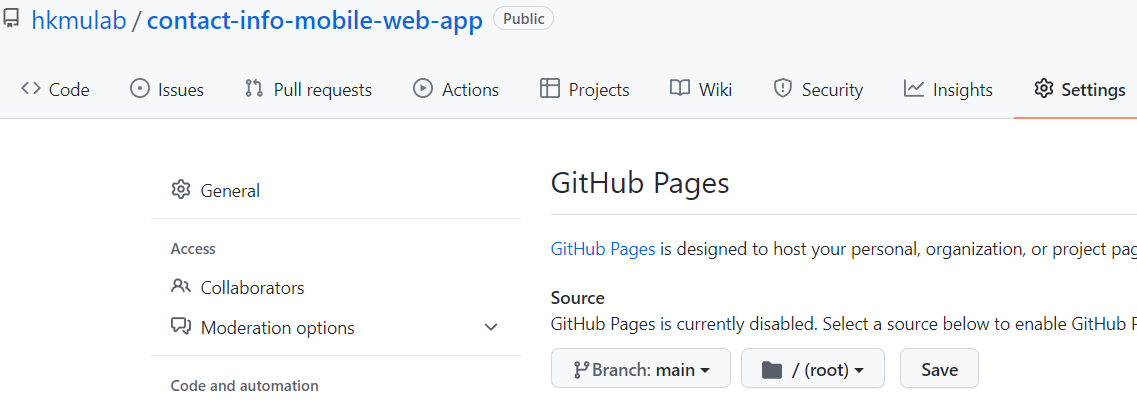 hkmulab / contact-info-mobile-web-app Public
Code Issues Pull requests Actions Projects Wiki Security Insights Settings
General
Access
Collaborators
Moderation options
Code and automation
GitHub Pages
GitHub Pages is designed to host your personal, organization, or project
Source
GitHub Pages is currently disabled. Select a source below to enable GitHub
Branch: main / (root) Save